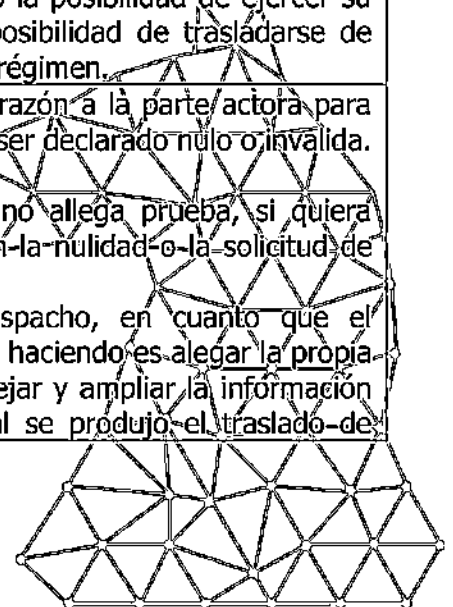 la posibilidad de ejercer su
posibilidad de trasladarse de
régimen.
razón a la parte actora para
ser declarado nulo o invalida.
no allega prueba, si quiera
la nulidad o la solicitud de
spacho, en cuanto que el
haciendo es alegar la propia
ejar y ampliar la información
al se produjo el traslado de